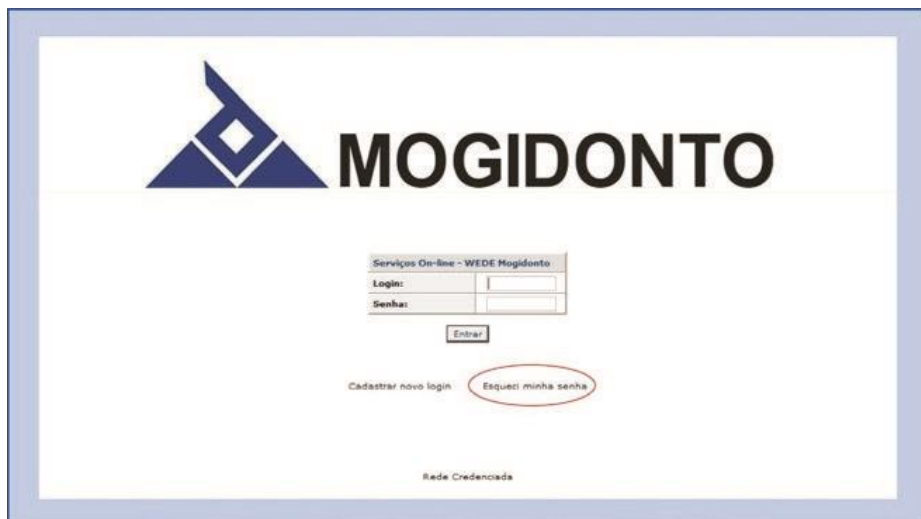 MOGIDONTO
Serviços On-line - WEDE Mogidonto
Login:
Senha:
Entrar
Cadastrar novo login Esqueci minha senha
Rede Credenciada